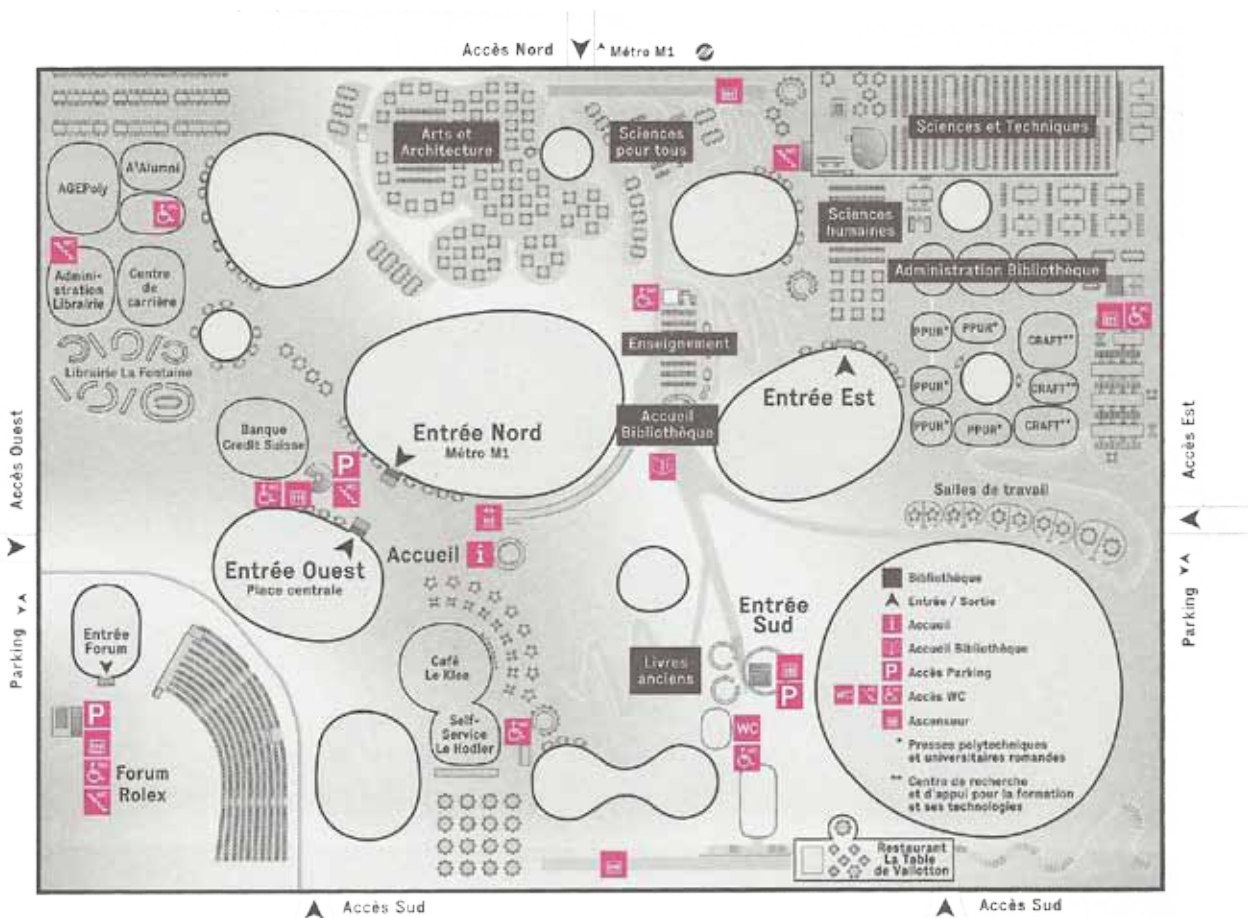 Accès Nord
Métro M1
Arts et
Architecture
Sciences
pour tous
Sciences et Techniques
AGEPoly
A³Alumni
Sciences
humaines
Admini-
stration
Librairie
Centre
de
carrière
Administration Bibliothèque
PPUR*
PPUR*
CRAFT**
Enseignement
Librairie La Fontaine
PPUR*
CRAFT**
Entrée Est
Accueil
Bibliothèque
PPUR*
PPUR*
CRAFT**
Banque
Credit Suisse
Entrée Nord
Métro M1
P
Accès Ouest
Accès Est
Salles de travail
Accueil
i
Entrée Ouest
Place centrale
Parking
Parking
Entrée
Forum
Entrée
Sud
Café
Le Klee
Livres
anciens
P
P
Self-
Service
Le Hodler
WC
Forum
Rolex
Bibliothèque
Entrée / Sortie
i Accueil
Accueil Bibliothèque
P Accès Parking
Accès WC
Ascenseur
* Presses polytechniques
et universitaires romandes
** Centre de recherche
et d'appui pour la formation
et ses technologies
Restaurant
La Table
de Vallotton
Accès Sud
Accès Sud